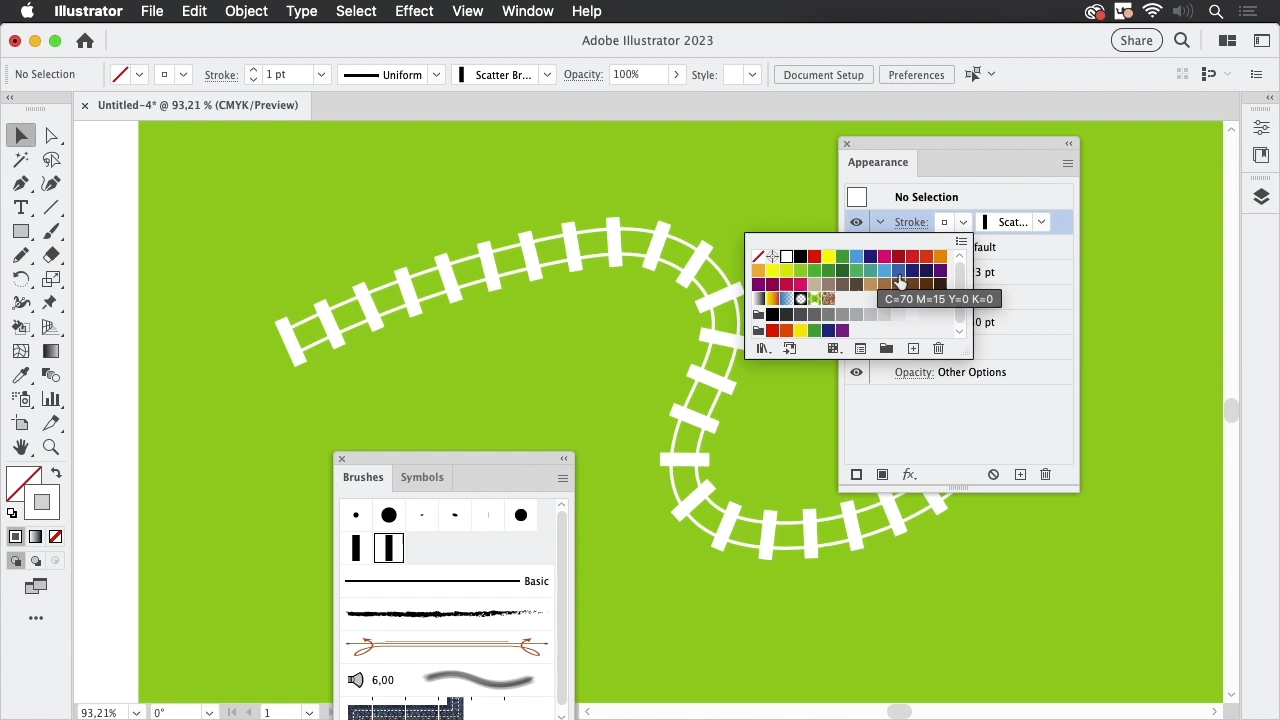 Illustrator File Edit Object Type Select Effect View Window Help
Adobe Illustrator 2023
Share
No Selection
Stroke:
1 pt
Uniform
Scatter Br...
Opacity:
100%
Style:
Document Setup
Preferences
Untitled-4* @ 93,21 % (CMYK/Preview)
Appearance
No Selection
Stroke:
Scat...
fault
3 pt
C=70 M=15 Y=0 K=0
0 pt
Opacity: Other Options
fx
Brushes
Symbols
Basic
6,00
93,21%
0°
1